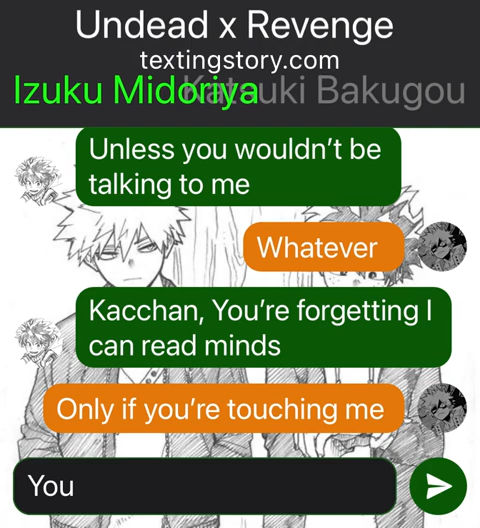 Undead x Revenge
textingstory.com
Izuku Midoriya Katsuki Bakugou
Unless you wouldn’t be
talking to me
Whatever
Kacchan, You’re forgetting I
can read minds
Only if you’re touching me
You